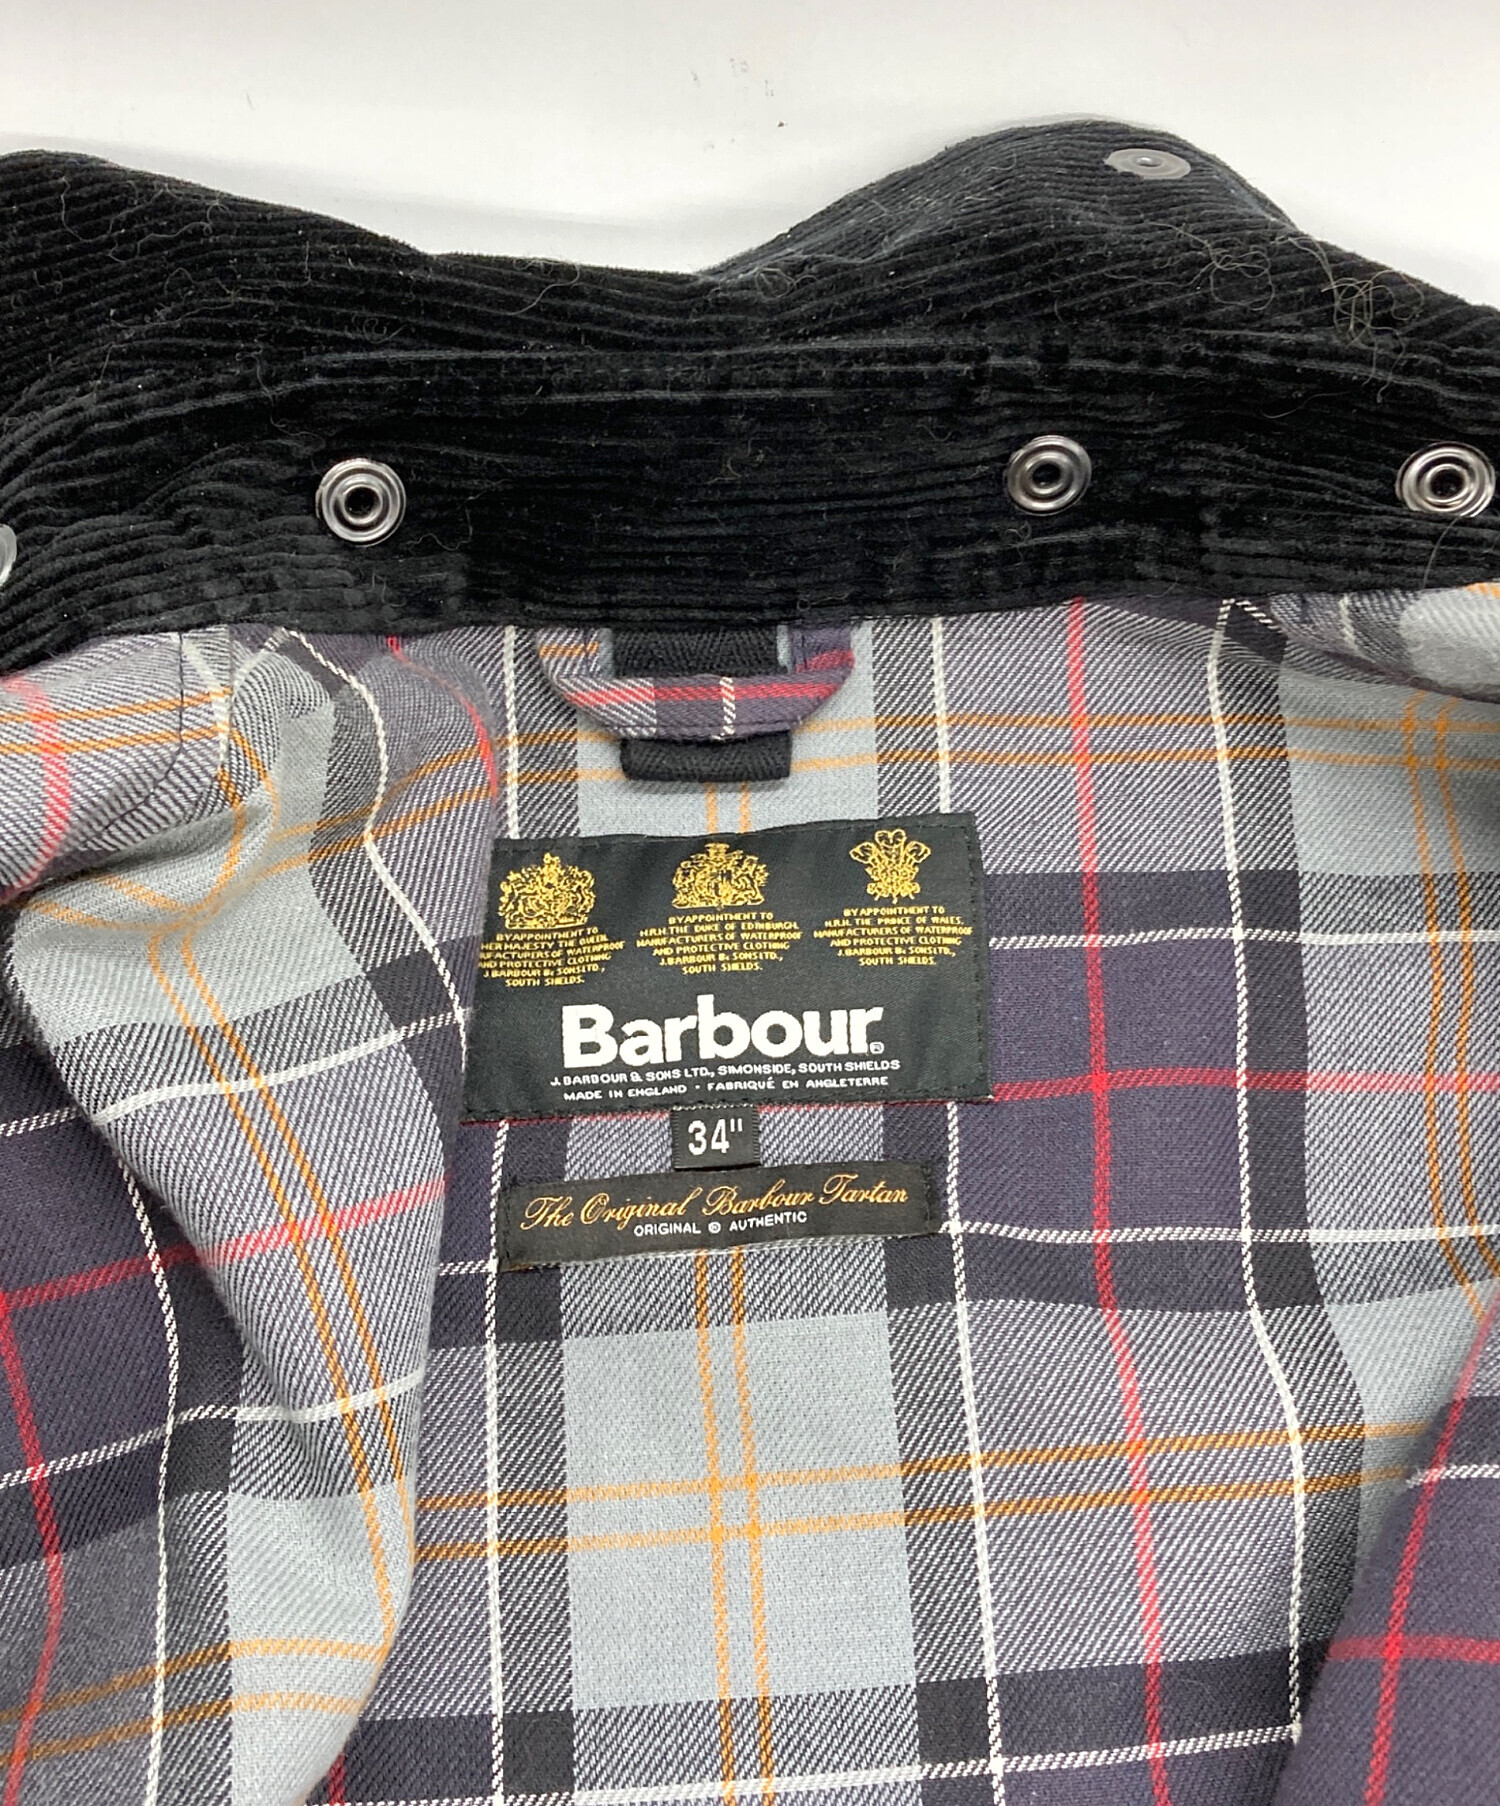 BY APPOINTMENT TO
HER MAJESTY THE QUEEN
MANUFACTURERS OF WATERPROOF
AND PROTECTIVE CLOTHING
J. BARBOUR & SONS LTD.,
SOUTH SHIELDS.
BY APPOINTMENT TO
H.R.H. THE DUKE OF EDINBURGH.
MANUFACTURERS OF WATERPROOF
AND PROTECTIVE CLOTHING
J. BARBOUR & SONS LTD.,
SOUTH SHIELDS.
BY APPOINTMENT TO
H.R.H. THE PRINCE OF WALES.
MANUFACTURERS OF WATERPROOF
AND PROTECTIVE CLOTHING
J. BARBOUR & SONS LTD.,
SOUTH SHIELDS.
Barbour®
J. BARBOUR & SONS LTD., SIMONSIDE, SOUTH SHIELDS
MADE IN ENGLAND - FABRIQUÉ EN ANGLETERRE
34"
The Original Barbour Tartan
ORIGINAL ® AUTHENTIC